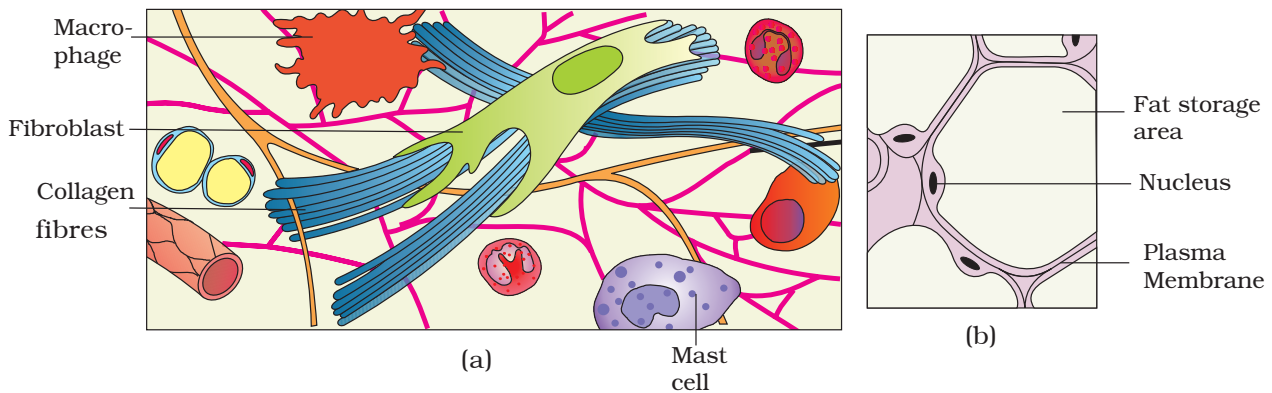 Macro-
phage
Fibroblast
Collagen
fibres
Mast
cell
(a)
Fat storage
area
Nucleus
Plasma
Membrane
(b)